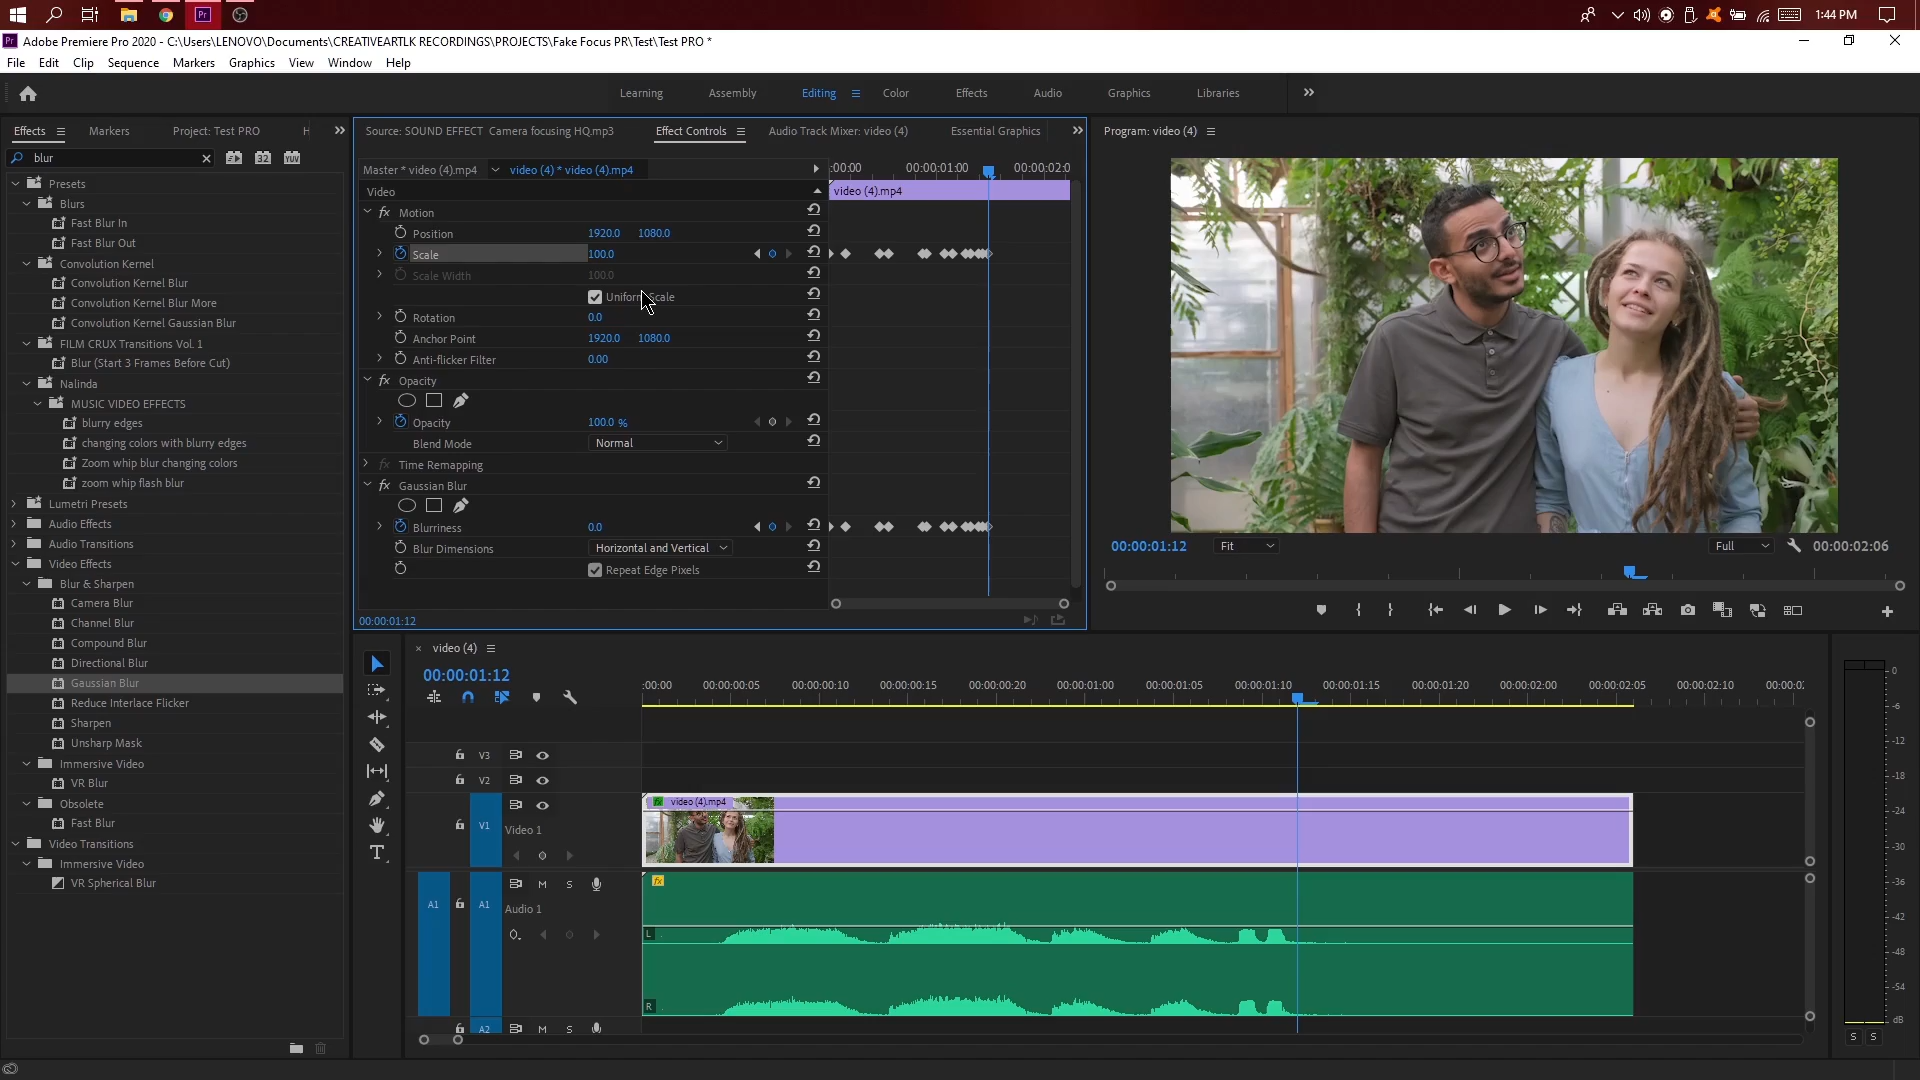 1:44 PM
Pr Adobe Premiere Pro 2020 - C:\Users\LENOVO\Documents\CREATIVEARTLK RECORDINGS\PROJECTS\Fake Focus PR\Test\Test PRO *
File Edit Clip Sequence Markers Graphics View Window Help
Learning Assembly Editing Color Effects Audio Graphics Libraries
Effects Markers Project: Test PRO
blur
32 YUV
Presets
Blurs
Fast Blur In
Fast Blur Out
Convolution Kernel
Convolution Kernel Blur
Convolution Kernel Blur More
Convolution Kernel Gaussian Blur
FILM CRUX Transitions Vol. 1
Blur (Start 3 Frames Before Cut)
Nalinda
MUSIC VIDEO EFFECTS
blurry edges
changing colors with blurry edges
Zoom whip blur changing colors
zoom whip flash blur
Lumetri Presets
Audio Effects
Audio Transitions
Video Effects
Blur & Sharpen
Camera Blur
Channel Blur
Compound Blur
Directional Blur
Gaussian Blur
Reduce Interlace Flicker
Sharpen
Unsharp Mask
Immersive Video
VR Blur
Obsolete
Fast Blur
Video Transitions
Immersive Video
VR Spherical Blur
Source: SOUND EFFECT Camera focusing HQ.mp3 Effect Controls Audio Track Mixer: video (4) Essential Graphics
Master * video (4).mp4 video (4) * video (4).mp4
:00:00 00:00:01:00 00:00:02:0
Video video (4).mp4
fx Motion
Position 1920.0 1080.0
Scale 100.0
Scale Width 100.0
Uniform Scale
Rotation 0.0
Anchor Point 1920.0 1080.0
Anti-flicker Filter 0.00
fx Opacity
Opacity 100.0 %
Blend Mode Normal
fx Time Remapping
fx Gaussian Blur
Blurriness 0.0
Blur Dimensions Horizontal and Vertical
Repeat Edge Pixels
00:00:01:12
Program: video (4)
00:00:01:12 Fit Full 00:00:02:06
video (4)
00:00:01:12
:00:00 00:00:00:05 00:00:00:10 00:00:00:15 00:00:00:20 00:00:01:00 00:00:01:05 00:00:01:10 00:00:01:15 00:00:01:20 00:00:02:00 00:00:02:05 00:00:02:10 00:00:0
V3
V2
V1 Video 1
fx video (4).mp4
A1 A1 M S
Audio 1
fx
L
R
A2 M S
0
-6
-12
-18
-24
-30
-36
-42
-48
-54
dB
S S